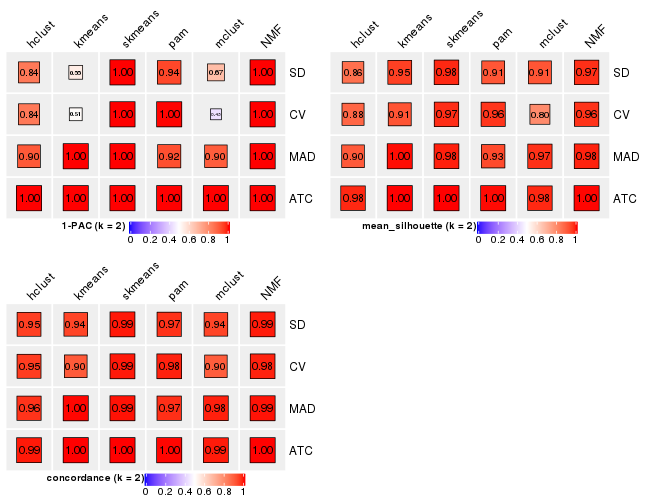 hclust kmeans skmeans pam mclust NMF
0.84 1.00 0.94 0.67 1.00 SD
0.84 0.51 1.00 1.00 CV
0.90 1.00 1.00 0.92 0.90 1.00 MAD
1.00 1.00 1.00 1.00 1.00 1.00 ATC
1-PAC (k = 2)
0 0.2 0.4 0.6 0.8 1
hclust kmeans skmeans pam mclust NMF
0.86 0.95 0.98 0.91 0.91 0.97 SD
0.88 0.91 0.97 0.96 0.80 0.96 CV
0.90 1.00 0.98 0.93 0.97 0.98 MAD
0.98 1.00 1.00 1.00 0.98 1.00 ATC
mean_silhouette (k = 2)
0 0.2 0.4 0.6 0.8 1
hclust kmeans skmeans pam mclust NMF
0.95 0.94 0.99 0.97 0.94 0.99 SD
0.95 0.90 0.99 0.98 0.90 0.98 CV
0.96 1.00 0.99 0.97 0.98 0.99 MAD
0.99 1.00 1.00 1.00 0.99 1.00 ATC
concordance (k = 2)
0 0.2 0.4 0.6 0.8 1